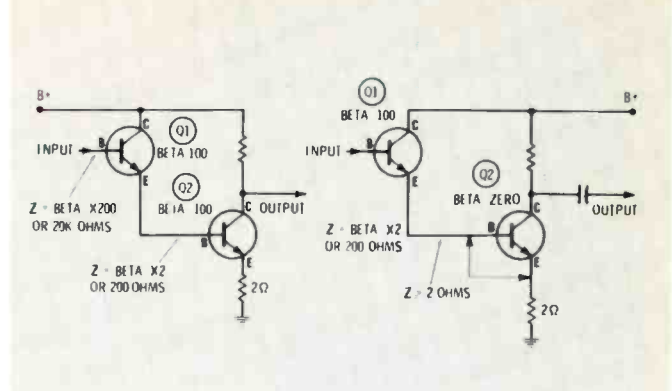 B+
Q1
C
B
E
INPUT
BETA 100
Q2
BETA 100
C
B
E
OUTPUT
Z = BETA X200
OR 20K OHMS
Z = BETA X2
OR 200 OHMS
2Ω
Q1
BETA 100
B+
C
B
E
INPUT
Q2
BETA ZERO
C
B
E
OUTPUT
Z = BETA X2
OR 200 OHMS
Z = 2 OHMS
2Ω